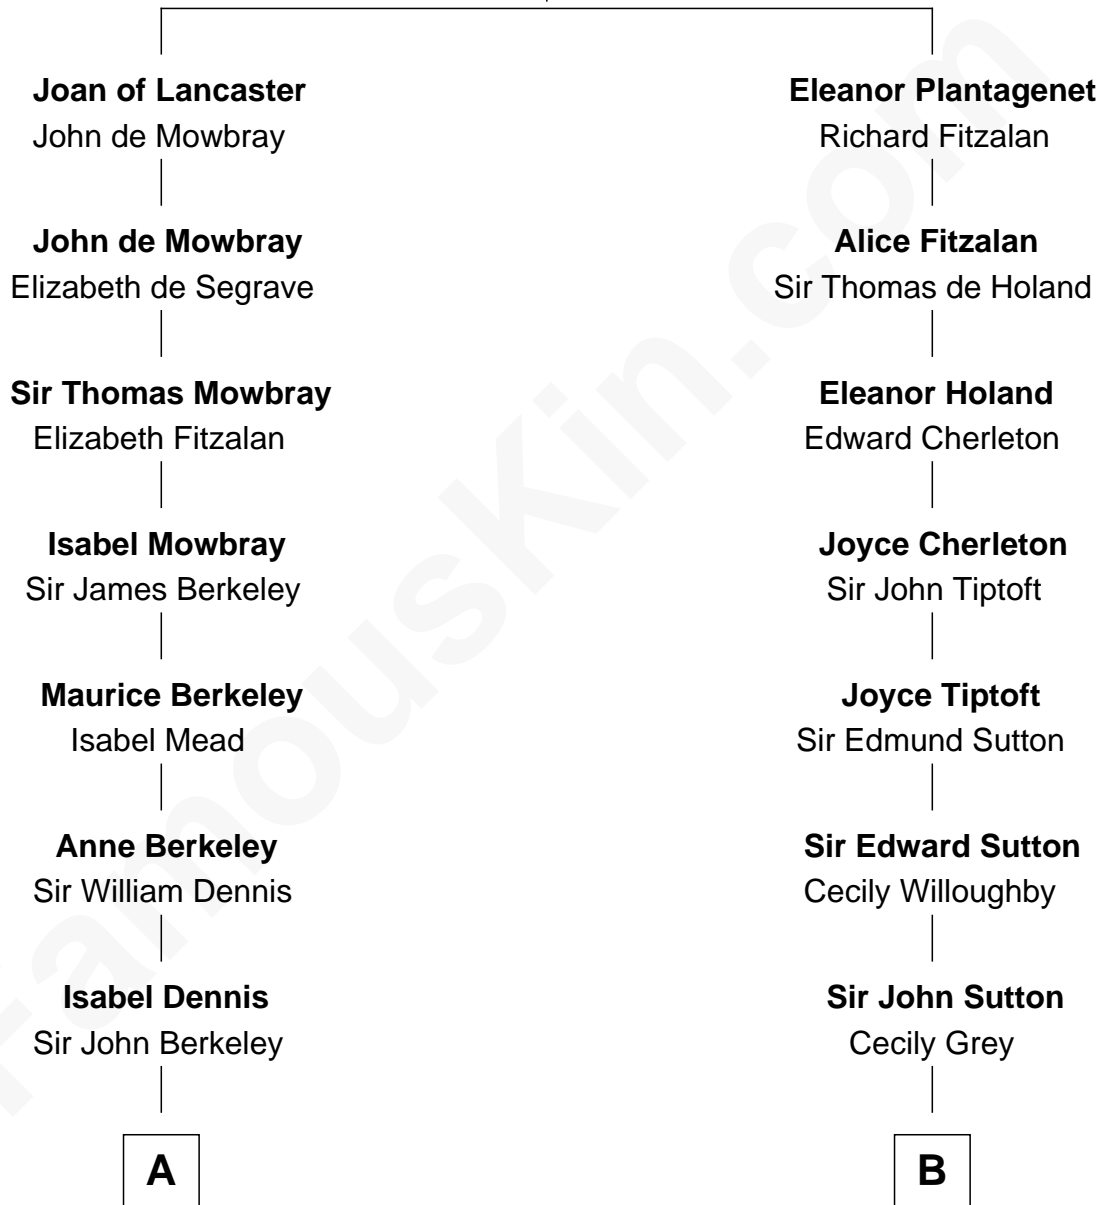 Joan of Lancaster
John de Mowbray
John de Mowbray
Elizabeth de Segrave
Sir Thomas Mowbray
Elizabeth Fitzalan
Isabel Mowbray
Sir James Berkeley
Maurice Berkeley
Isabel Mead
Anne Berkeley
Sir William Dennis
Isabel Dennis
Sir John Berkeley
A
Eleanor Plantagenet
Richard Fitzalan
Alice Fitzalan
Sir Thomas de Holand
Eleanor Holand
Edward Cherleton
Joyce Cherleton
Sir John Tiptoft
Joyce Tiptoft
Sir Edmund Sutton
Sir Edward Sutton
Cecily Willoughby
Sir John Sutton
Cecily Grey
B
FamousKin.com